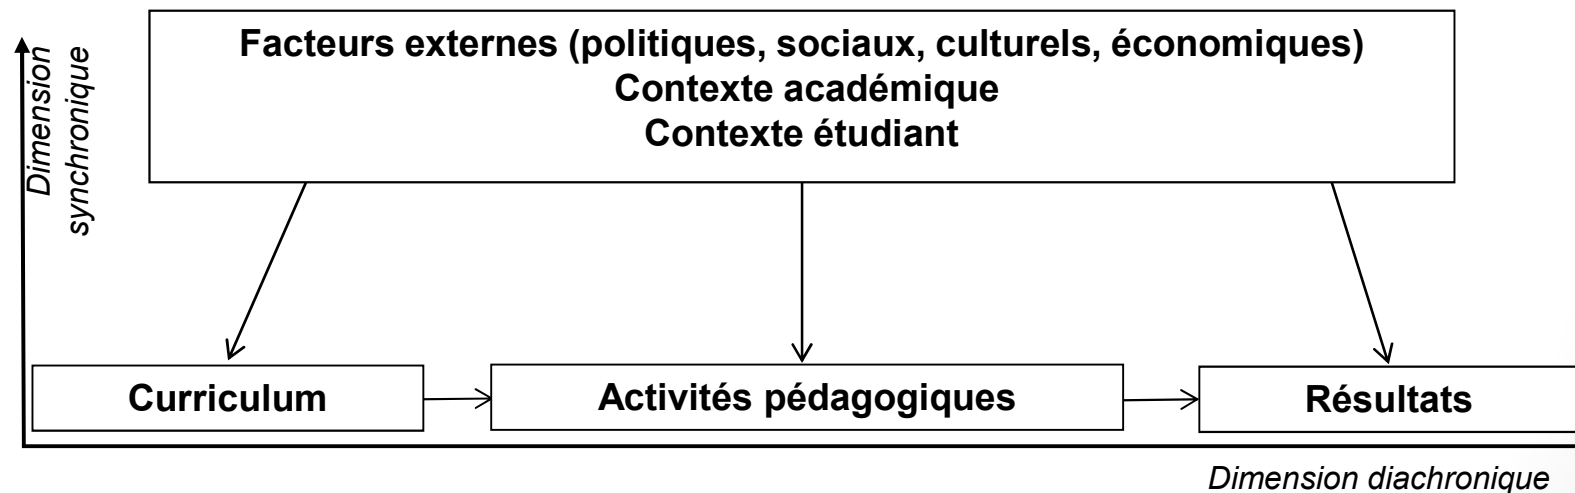 Facteurs externes (politiques, sociaux, culturels, économiques)
Contexte académique
Contexte étudiant
Dimension
synchronique
Curriculum
Activités pédagogiques
Résultats
Dimension diachronique